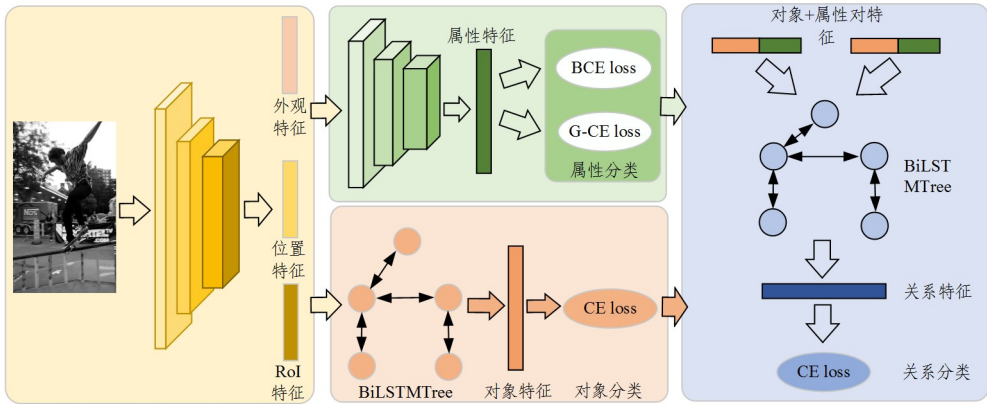 外观
特征
位置
特征
RoI
特征
属性特征
BCE loss
G-CE loss
属性分类
BiLSTMTree
对象特征
CE loss
对象分类
对象+属性对特
征
BiLST
MTree
关系特征
CE loss
关系分类